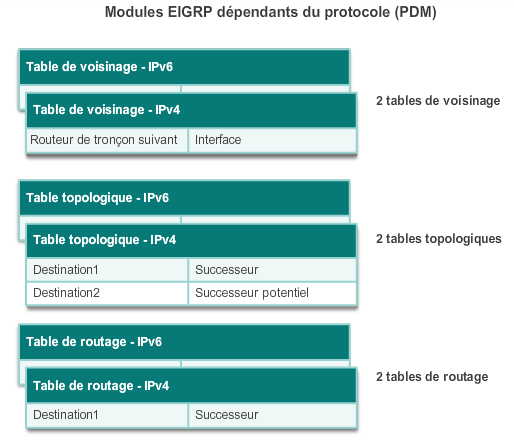 Modules EIGRP dépendants du protocole (PDM)
Table de voisinage - IPv6
Table de voisinage - IPv4
Routeur de tronçon suivant Interface
2 tables de voisinage
Table topologique - IPv6
Table topologique - IPv4
Destination1 Successeur
Destination2 Successeur potentiel
2 tables topologiques
Table de routage - IPv6
Table de routage - IPv4
Destination1 Successeur
2 tables de routage